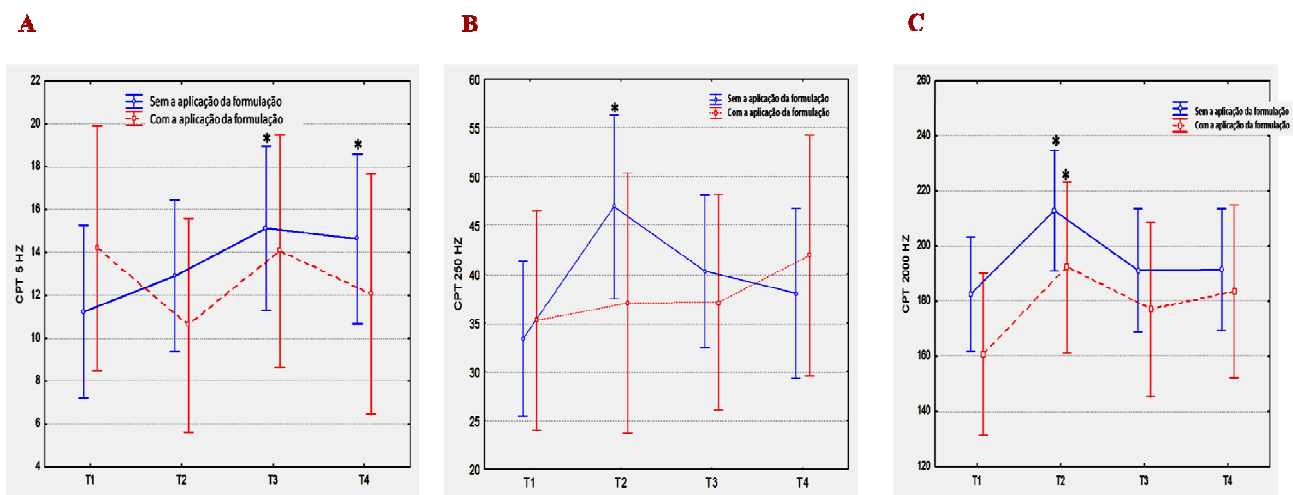 A
B
C
22
20
18
16
14
12
10
8
6
4
CPT 5 HZ
Sem a aplicação da formulação
Com a aplicação da formulação
*
*
T1 T2 T3 T4
60
55
50
45
40
35
30
25
20
CPT 250 HZ
Sem a aplicação da formulação
Com a aplicação da formulação
*
T1 T2 T3 T4
260
240
220
200
180
160
140
120
CPT 2000 HZ
Sem a aplicação da formulação
Com a aplicação da formulação
*
*
T1 T2 T3 T4